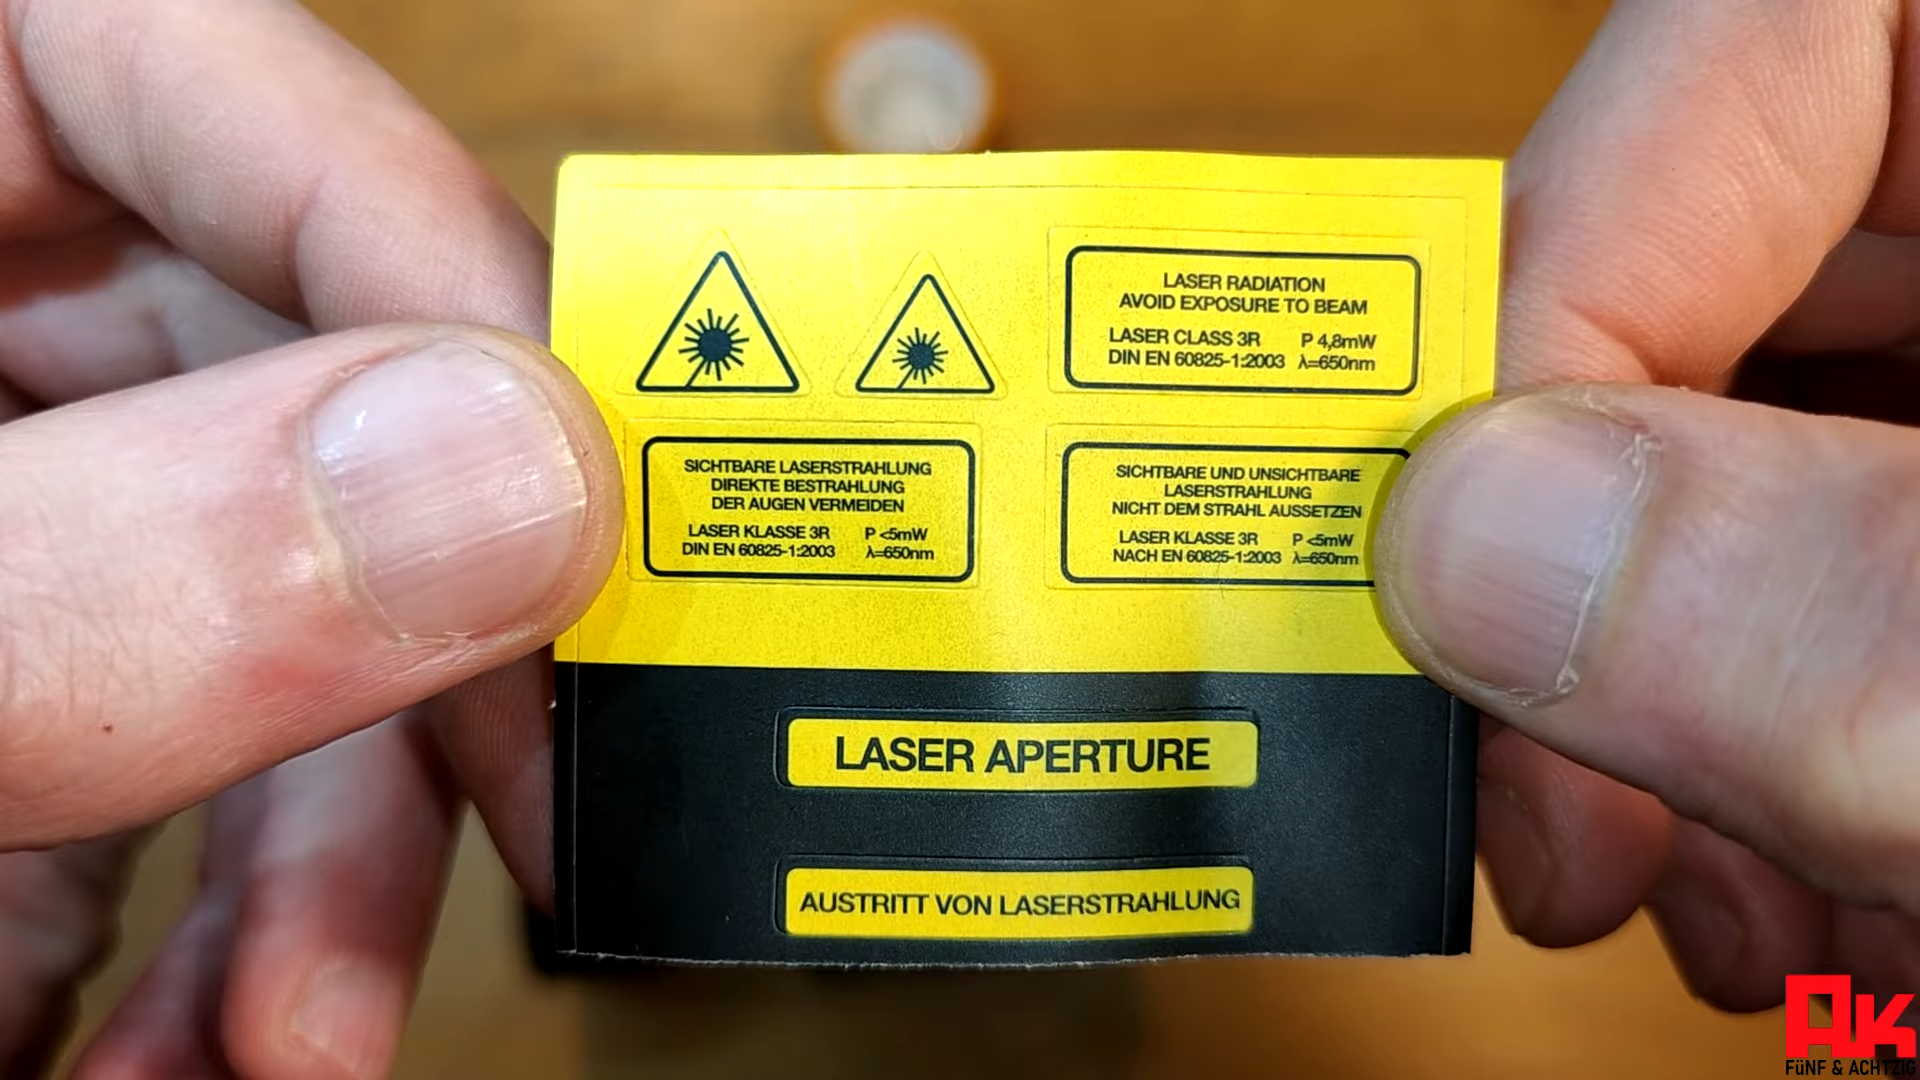 LASER RADIATION
AVOID EXPOSURE TO BEAM
LASER CLASS 3R P 4,8mW
DIN EN 60825-1:2003 λ=650nm
SICHTBARE LASERSTRAHLUNG
DIREKTE BESTRAHLUNG
DER AUGEN VERMEIDEN
LASER KLASSE 3R P <5mW
DIN EN 60825-1:2003 λ=650nm
SICHTBARE UND UNSICHTBARE
LASERSTRAHLUNG
NICHT DEM STRAHL AUSSETZEN
LASER KLASSE 3R P <5mW
NACH EN 60825-1:2003 λ=650nm
LASER APERTURE
AUSTRITT VON LASERSTRAHLUNG
AK
FüNF & ACHTZIG